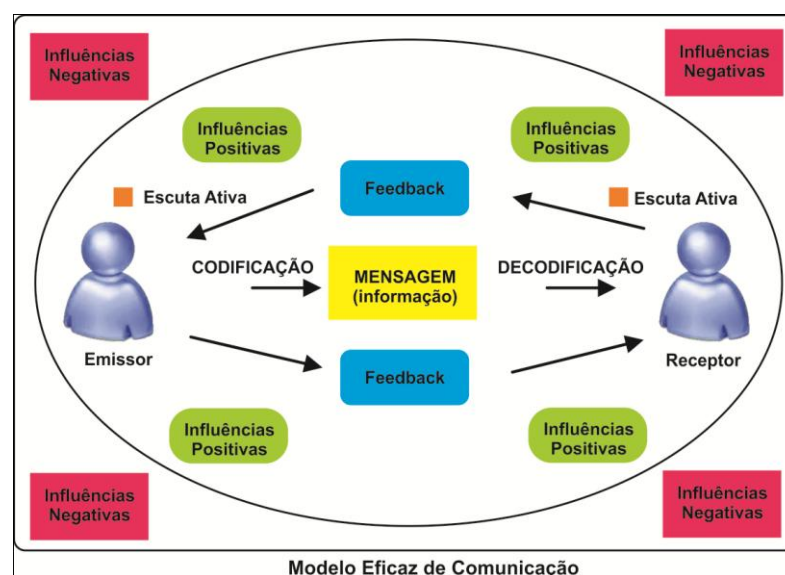 Influências
Negativas
Influências
Negativas
Influências
Positivas
Influências
Positivas
Feedback
Escuta Ativa
Escuta Ativa
CODIFICAÇÃO
MENSAGEM
(informação)
DECODIFICAÇÃO
Emissor
Feedback
Receptor
Influências
Positivas
Influências
Positivas
Influências
Negativas
Influências
Negativas
Modelo Eficaz de Comunicação